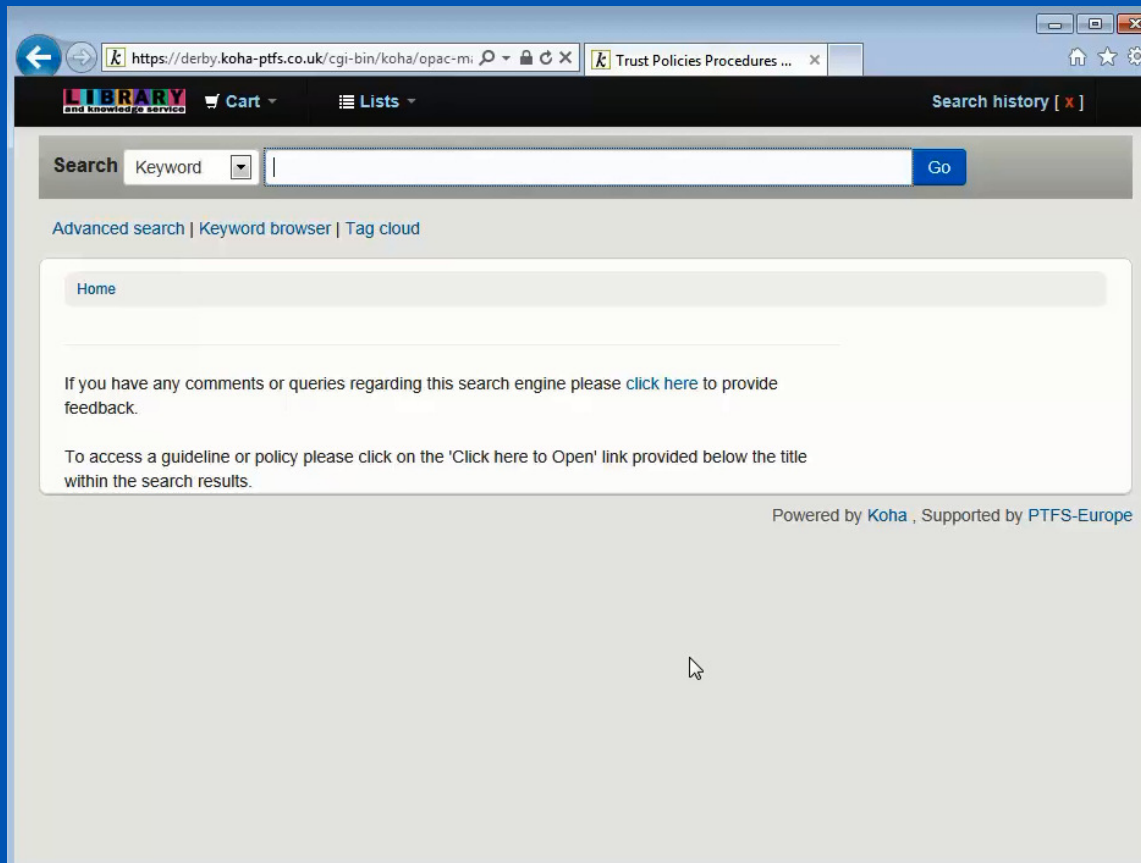 https://derby.koha-ptfs.co.uk/cgi-bin/koha/opac-m
Trust Policies Procedures ...
LIBRARY
and knowledge service
Cart
Lists
Search history [ x ]
Search
Keyword
Go
Advanced search | Keyword browser | Tag cloud
Home
If you have any comments or queries regarding this search engine please click here to provide
feedback.
To access a guideline or policy please click on the 'Click here to Open' link provided below the title
within the search results.
Powered by Koha , Supported by PTFS-Europe